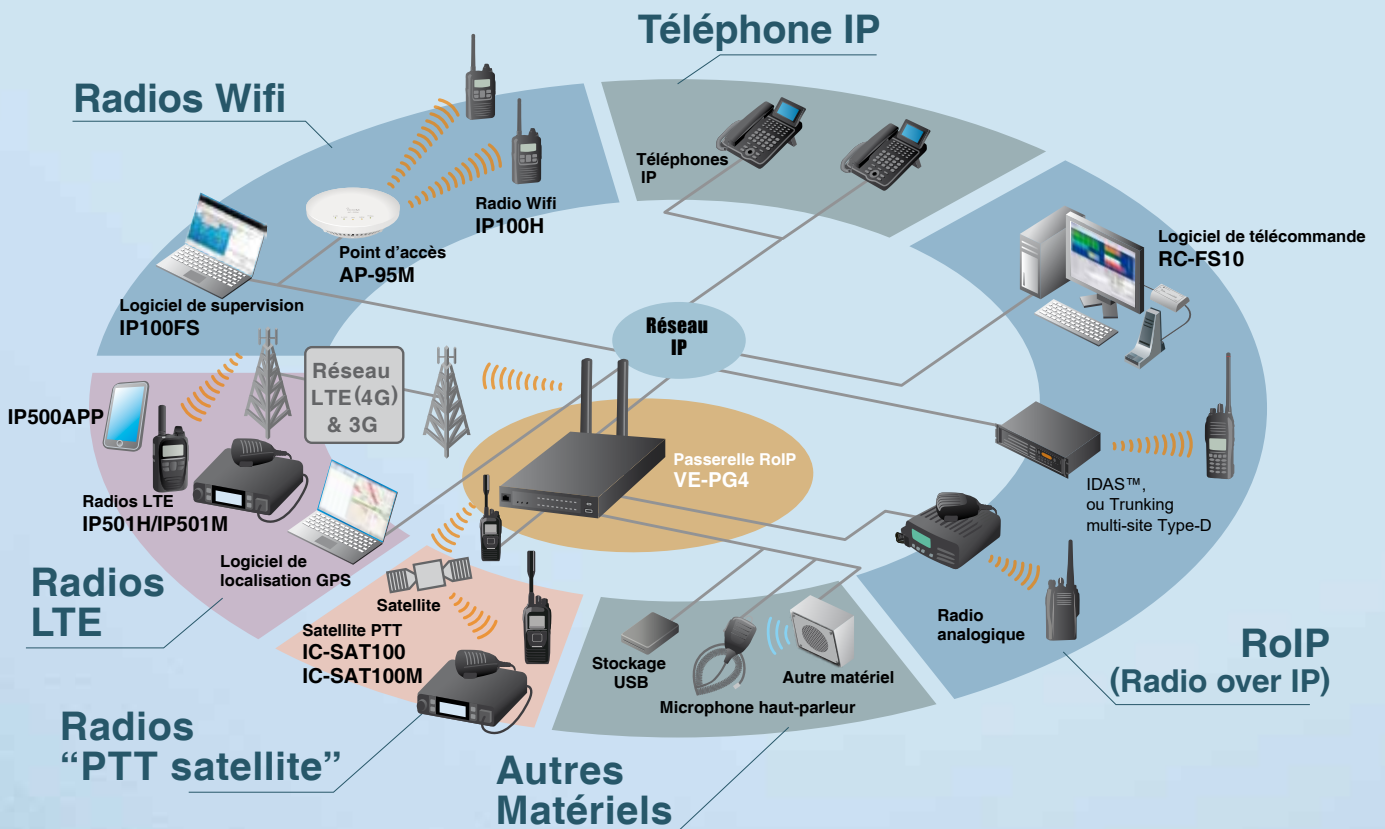 Téléphone IP
Radios Wifi
Téléphones
IP
Radio Wifi
IP100H
Point d'accès
AP-95M
Logiciel de supervision
IP100FS
Logiciel de télécommande
RC-FS10
Réseau
IP
Réseau
LTE(4G)
& 3G
IP500APP
Radios LTE
IP501H/IP501M
Passerelle RoIP
VE-PG4
IDAS™,
ou Trunking
multi-site Type-D
Logiciel de
localisation GPS
Radios
LTE
Satellite
Satellite PTT
IC-SAT100
IC-SAT100M
Stockage
USB
Autre matériel
Microphone haut-parleur
Radio
analogique
RoIP
(Radio over IP)
Radios
“PTT satellite”
Autres
Matériels